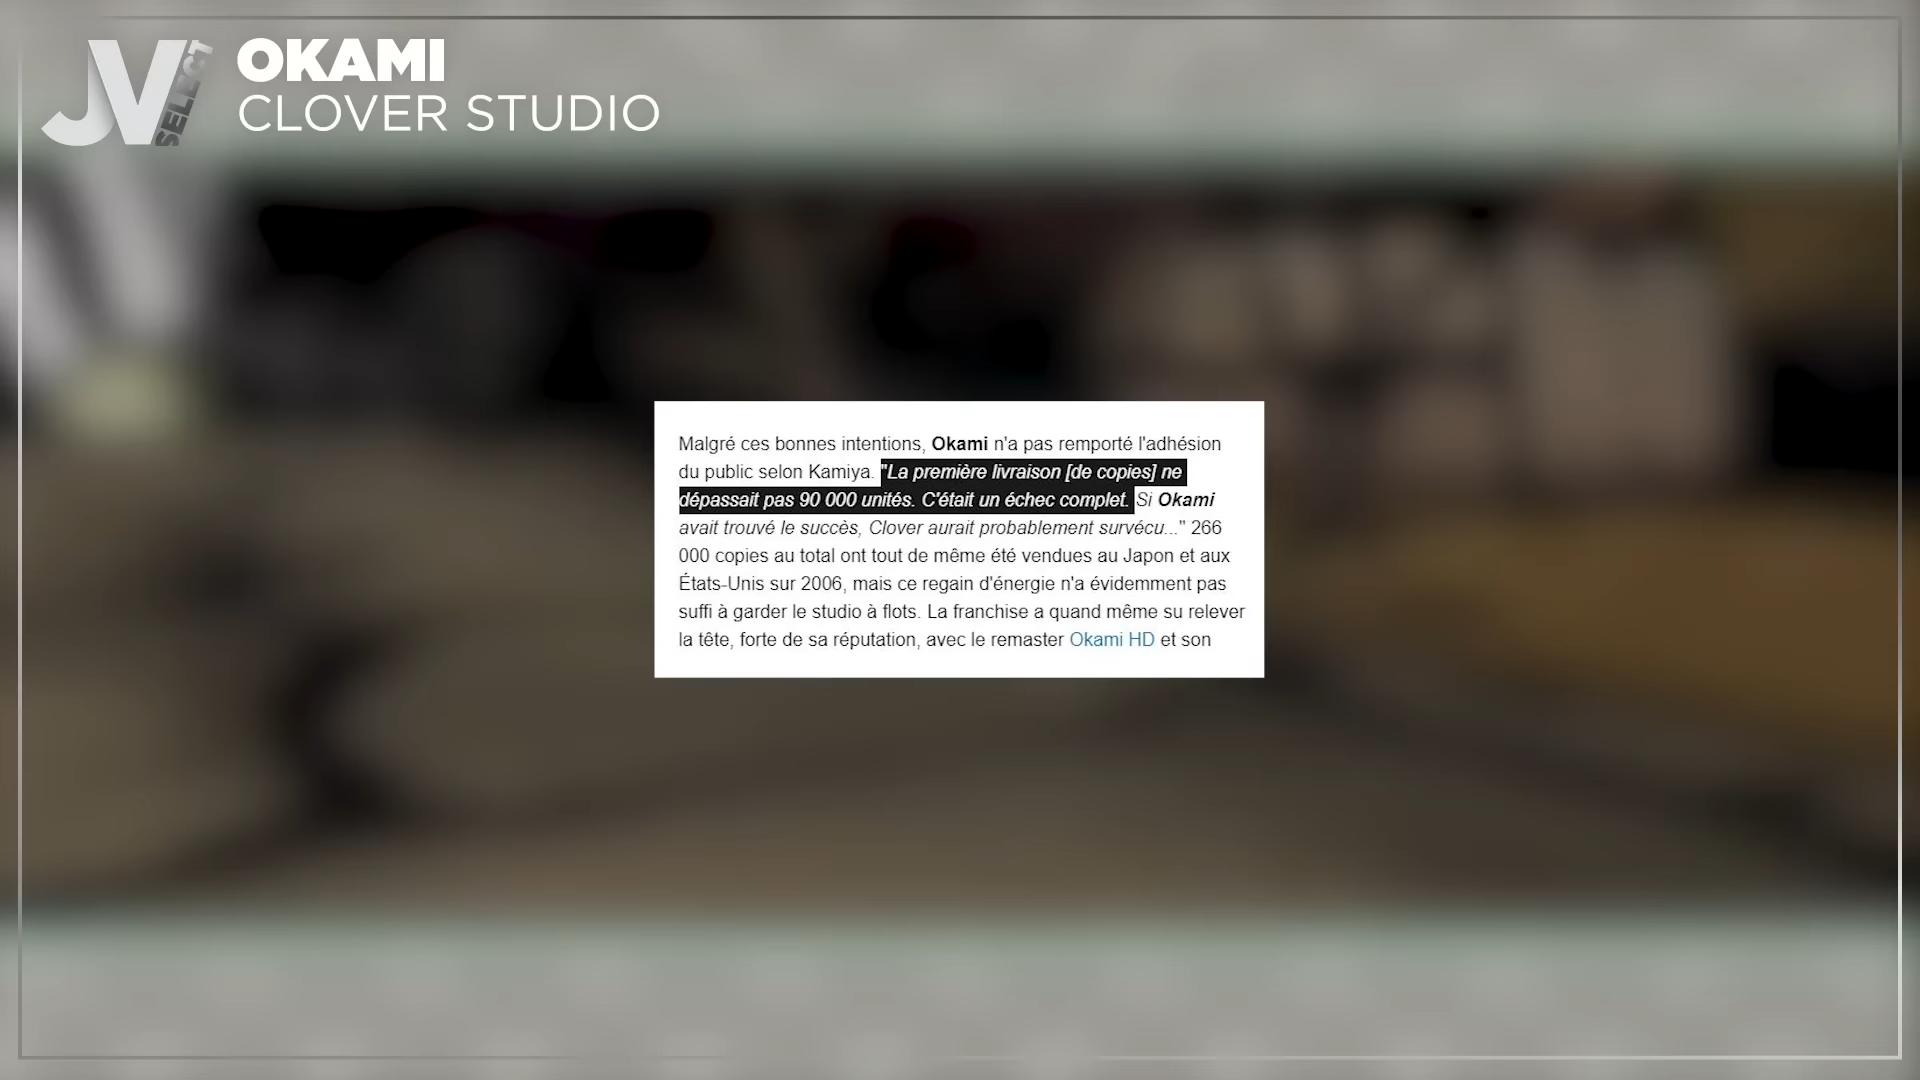 JV SELECT
OKAMI
CLOVER STUDIO
Malgré ces bonnes intentions, Okami n'a pas remporté l'adhésion
du public selon Kamiya. "La première livraison [de copies] ne
dépassait pas 90 000 unités. C'était un échec complet. Si Okami
avait trouvé le succès, Clover aurait probablement survécu..." 266
000 copies au total ont tout de même été vendues au Japon et aux
États-Unis sur 2006, mais ce regain d'énergie n'a évidemment pas
suffi à garder le studio à flots. La franchise a quand même su relever
la tête, forte de sa réputation, avec le remaster Okami HD et son